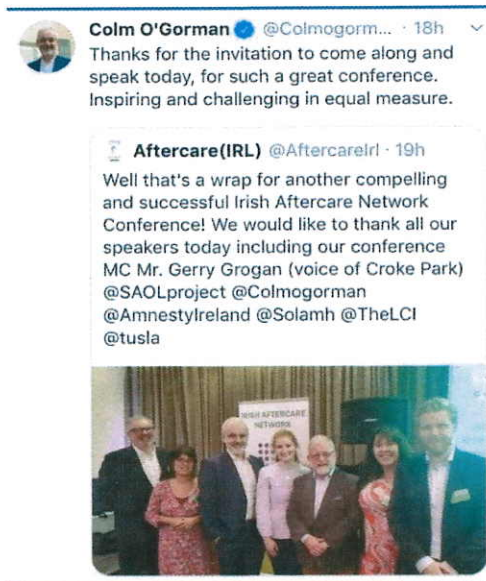 Colm O'Gorman @Colmogorm... · 18h
Thanks for the invitation to come along and
speak today, for such a great conference.
Inspiring and challenging in equal measure.
Aftercare(IRL) @AftercareIrl · 19h
Well that's a wrap for another compelling
and successful Irish Aftercare Network
Conference! We would like to thank all our
speakers today including our conference
MC Mr. Gerry Grogan (voice of Croke Park)
@SAOLproject @Colmogorman
@AmnestyIreland @Solamh @TheLCI
@tusla
IRISH AFTERCARE
NETWORK